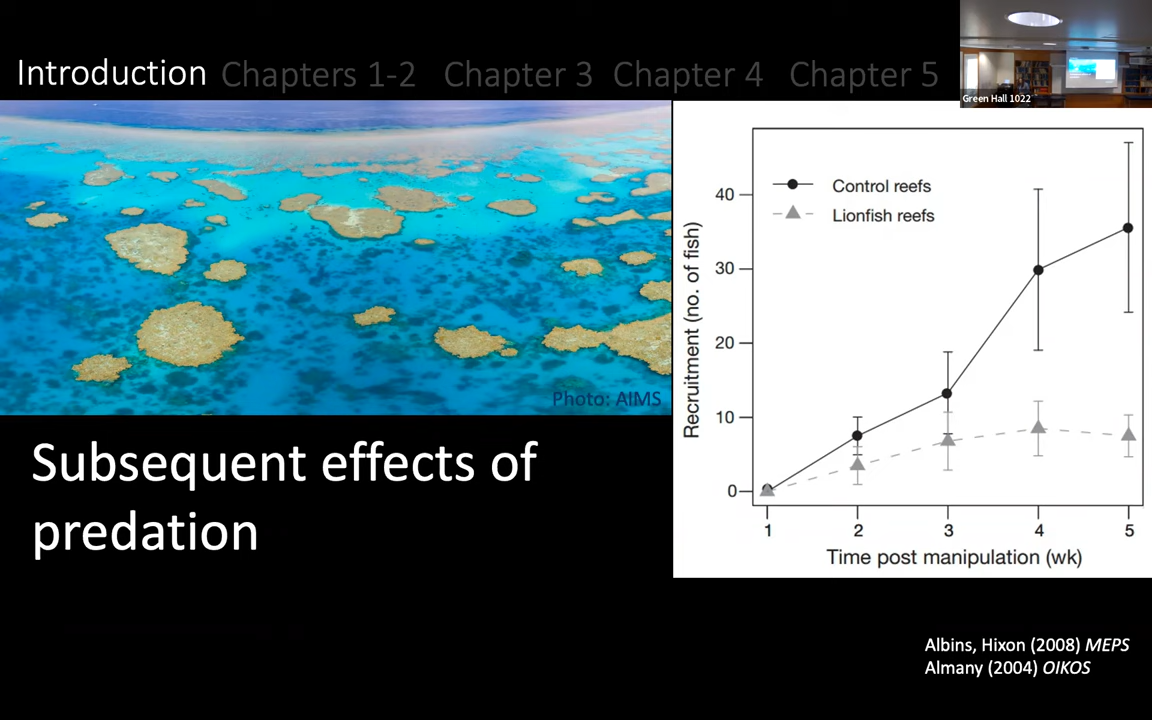 Introduction Chapters 1-2 Chapter 3 Chapter 4 Chapter 5
Green Hall 1022
Photo: AIMS
Subsequent effects of
predation
Control reefs
Lionfish reefs
Recruitment (no. of fish)
40
30
20
10
0
1 2 3 4 5
Time post manipulation (wk)
Albins, Hixon (2008) MEPS
Almany (2004) OIKOS